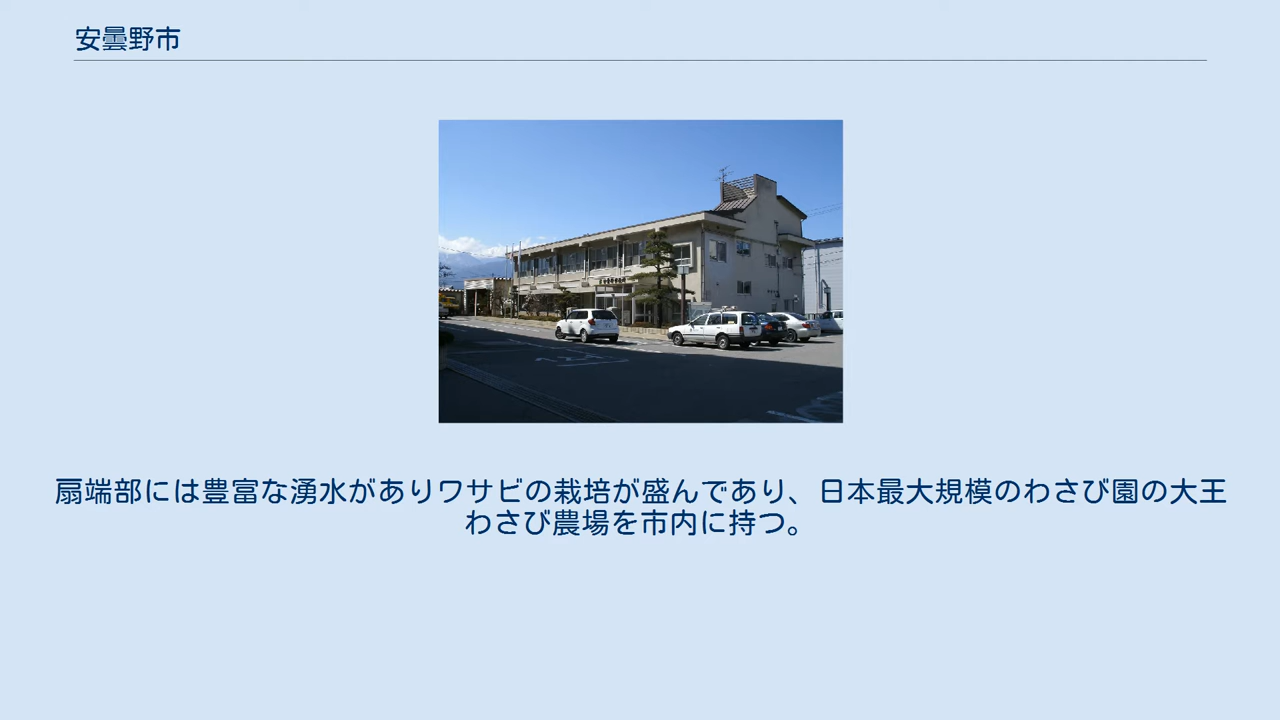 安曇野市
扇端部には豊富な湧水がありワサビの栽培が盛んであり、日本最大規模のわさび園の大王
わさび農場を市内に持つ。